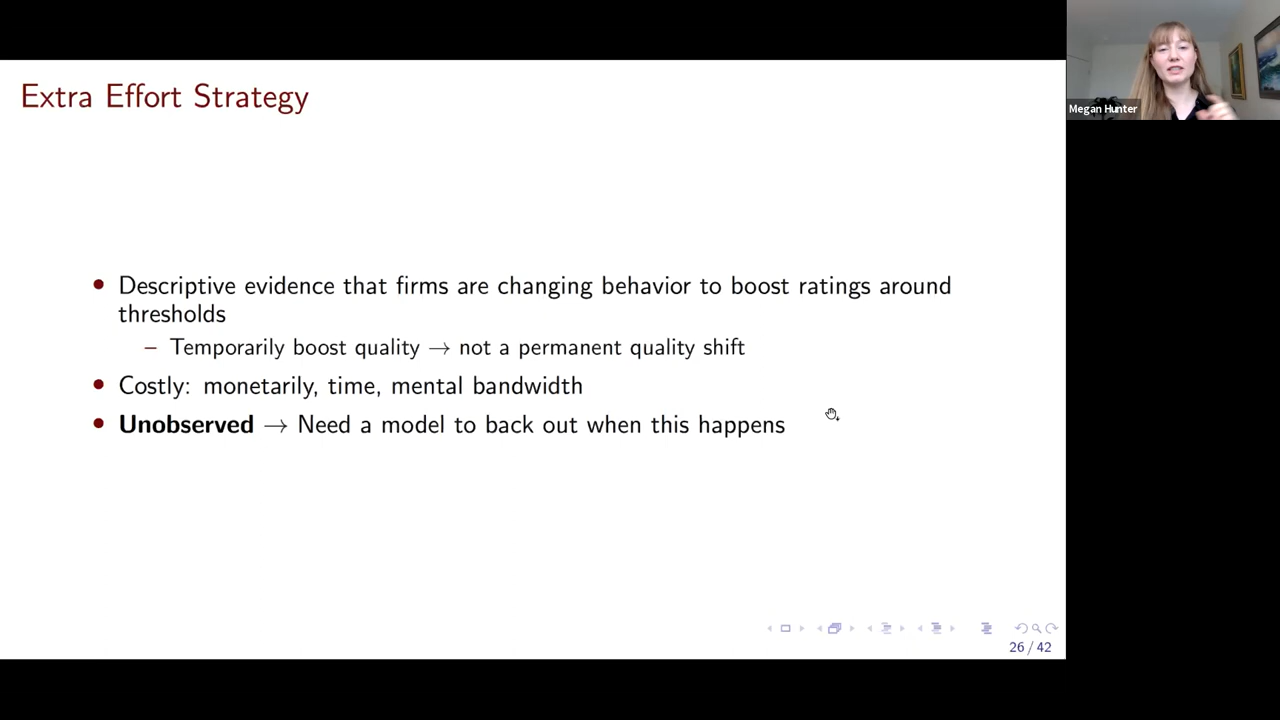 Extra Effort Strategy
Megan Hunter
• Descriptive evidence that firms are changing behavior to boost ratings around
thresholds
– Temporarily boost quality → not a permanent quality shift
• Costly: monetarily, time, mental bandwidth
• Unobserved → Need a model to back out when this happens
26 / 42